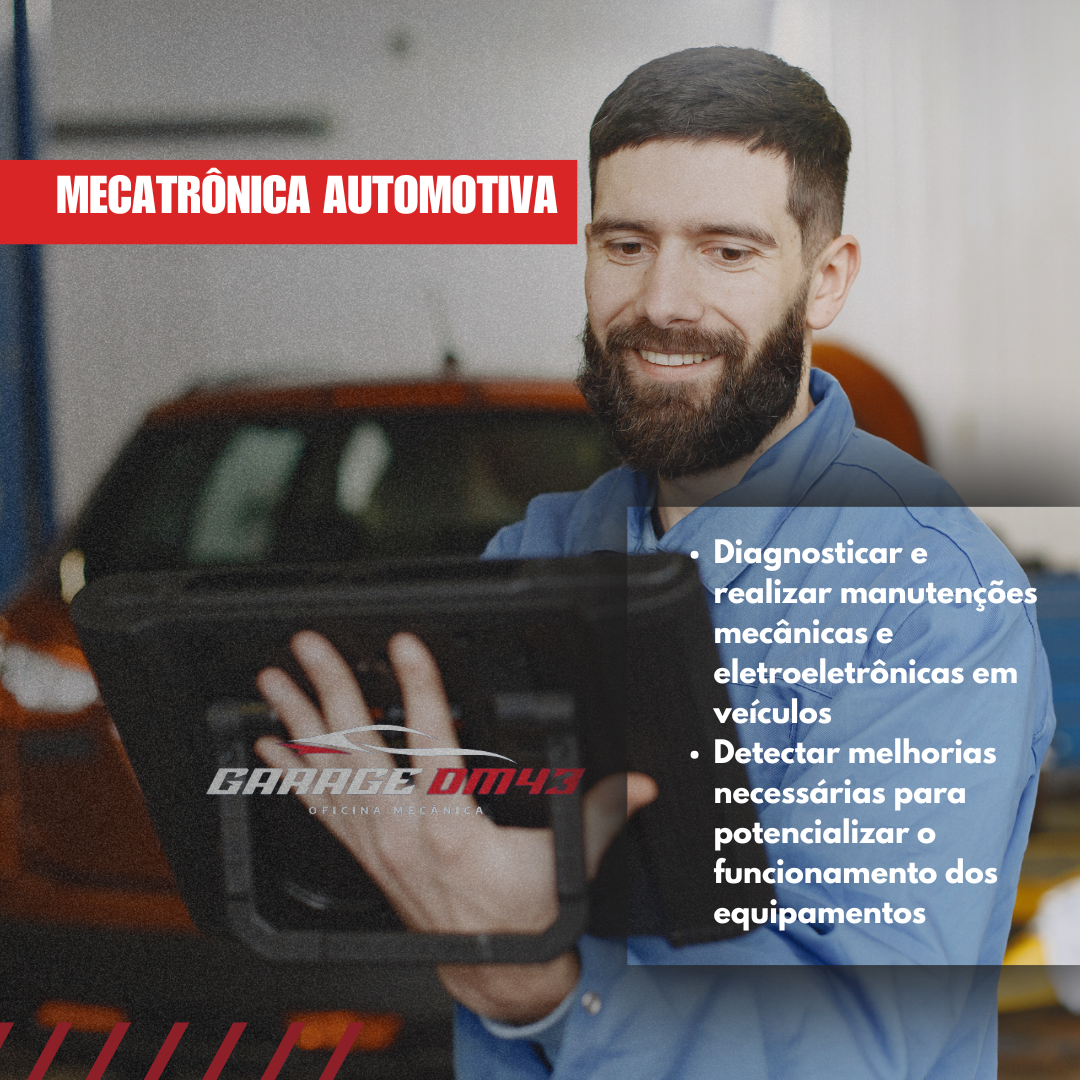 MECATRÔNICA AUTOMOTIVA
• Diagnosticar e
realizar manutenções
mecânicas e
eletroeletrônicas em
veículos
• Detectar melhorias
necessárias para
potencializar o
funcionamento dos
equipamentos
GARAGE DM43
OFICINA MECANICA